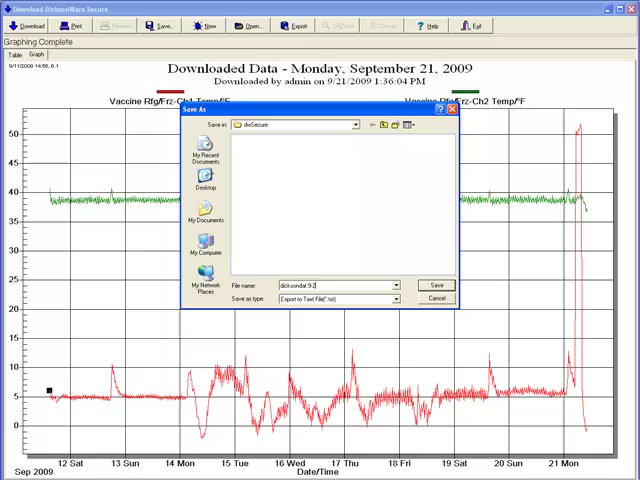 Download DicksonWare Secure
Download Print Preview Save... New Open... Export Cancel Help Exit
Graphing Complete
Table Graph
9/11/2009 14:56, 6.1
Downloaded Data - Monday, September 21, 2009
Downloaded by admin on 9/21/2009 1:36:04 PM
Vaccine Rfg/Frz-Ch1 Temp/°F Vaccine Rfg/Frz-Ch2 Temp/°F
Save As
Save in: dwSecure
My Recent
Documents
Desktop
My Documents
My Computer
My Network
Places
File name: dicksondat 9-2 Save
Save as type: Export to Text File(*.txt) Cancel
50
45
40
35
30
25
20
15
10
5
0
12 Sat 13 Sun 14 Mon 15 Tue 16 Wed 17 Thu 18 Fri 19 Sat 20 Sun 21 Mon
Sep 2009 Date/Time